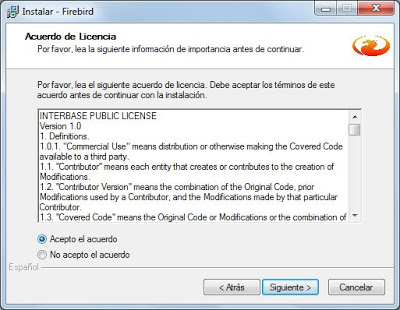 Instalar - Firebird
Acuerdo de Licencia
Por favor, lea la siguiente información de importancia antes de continuar.
Por favor, lea el siguiente acuerdo de licencia. Debe aceptar los términos de este
acuerdo antes de continuar con la instalación.
INTERBASE PUBLIC LICENSE
Version 1.0
1. Definitions.
1.0.1. "Commercial Use" means distribution or otherwise making the Covered Code
available to a third party.
1.1. "Contributor" means each entity that creates or contributes to the creation of
Modifications.
1.2. "Contributor Version" means the combination of the Original Code, prior
Modifications used by a Contributor, and the Modifications made by that particular
Contributor.
1.3. "Covered Code" means the Original Code or Modifications or the combination of
Acepto el acuerdo
No acepto el acuerdo
Español
< Atrás
Siguiente >
Cancelar